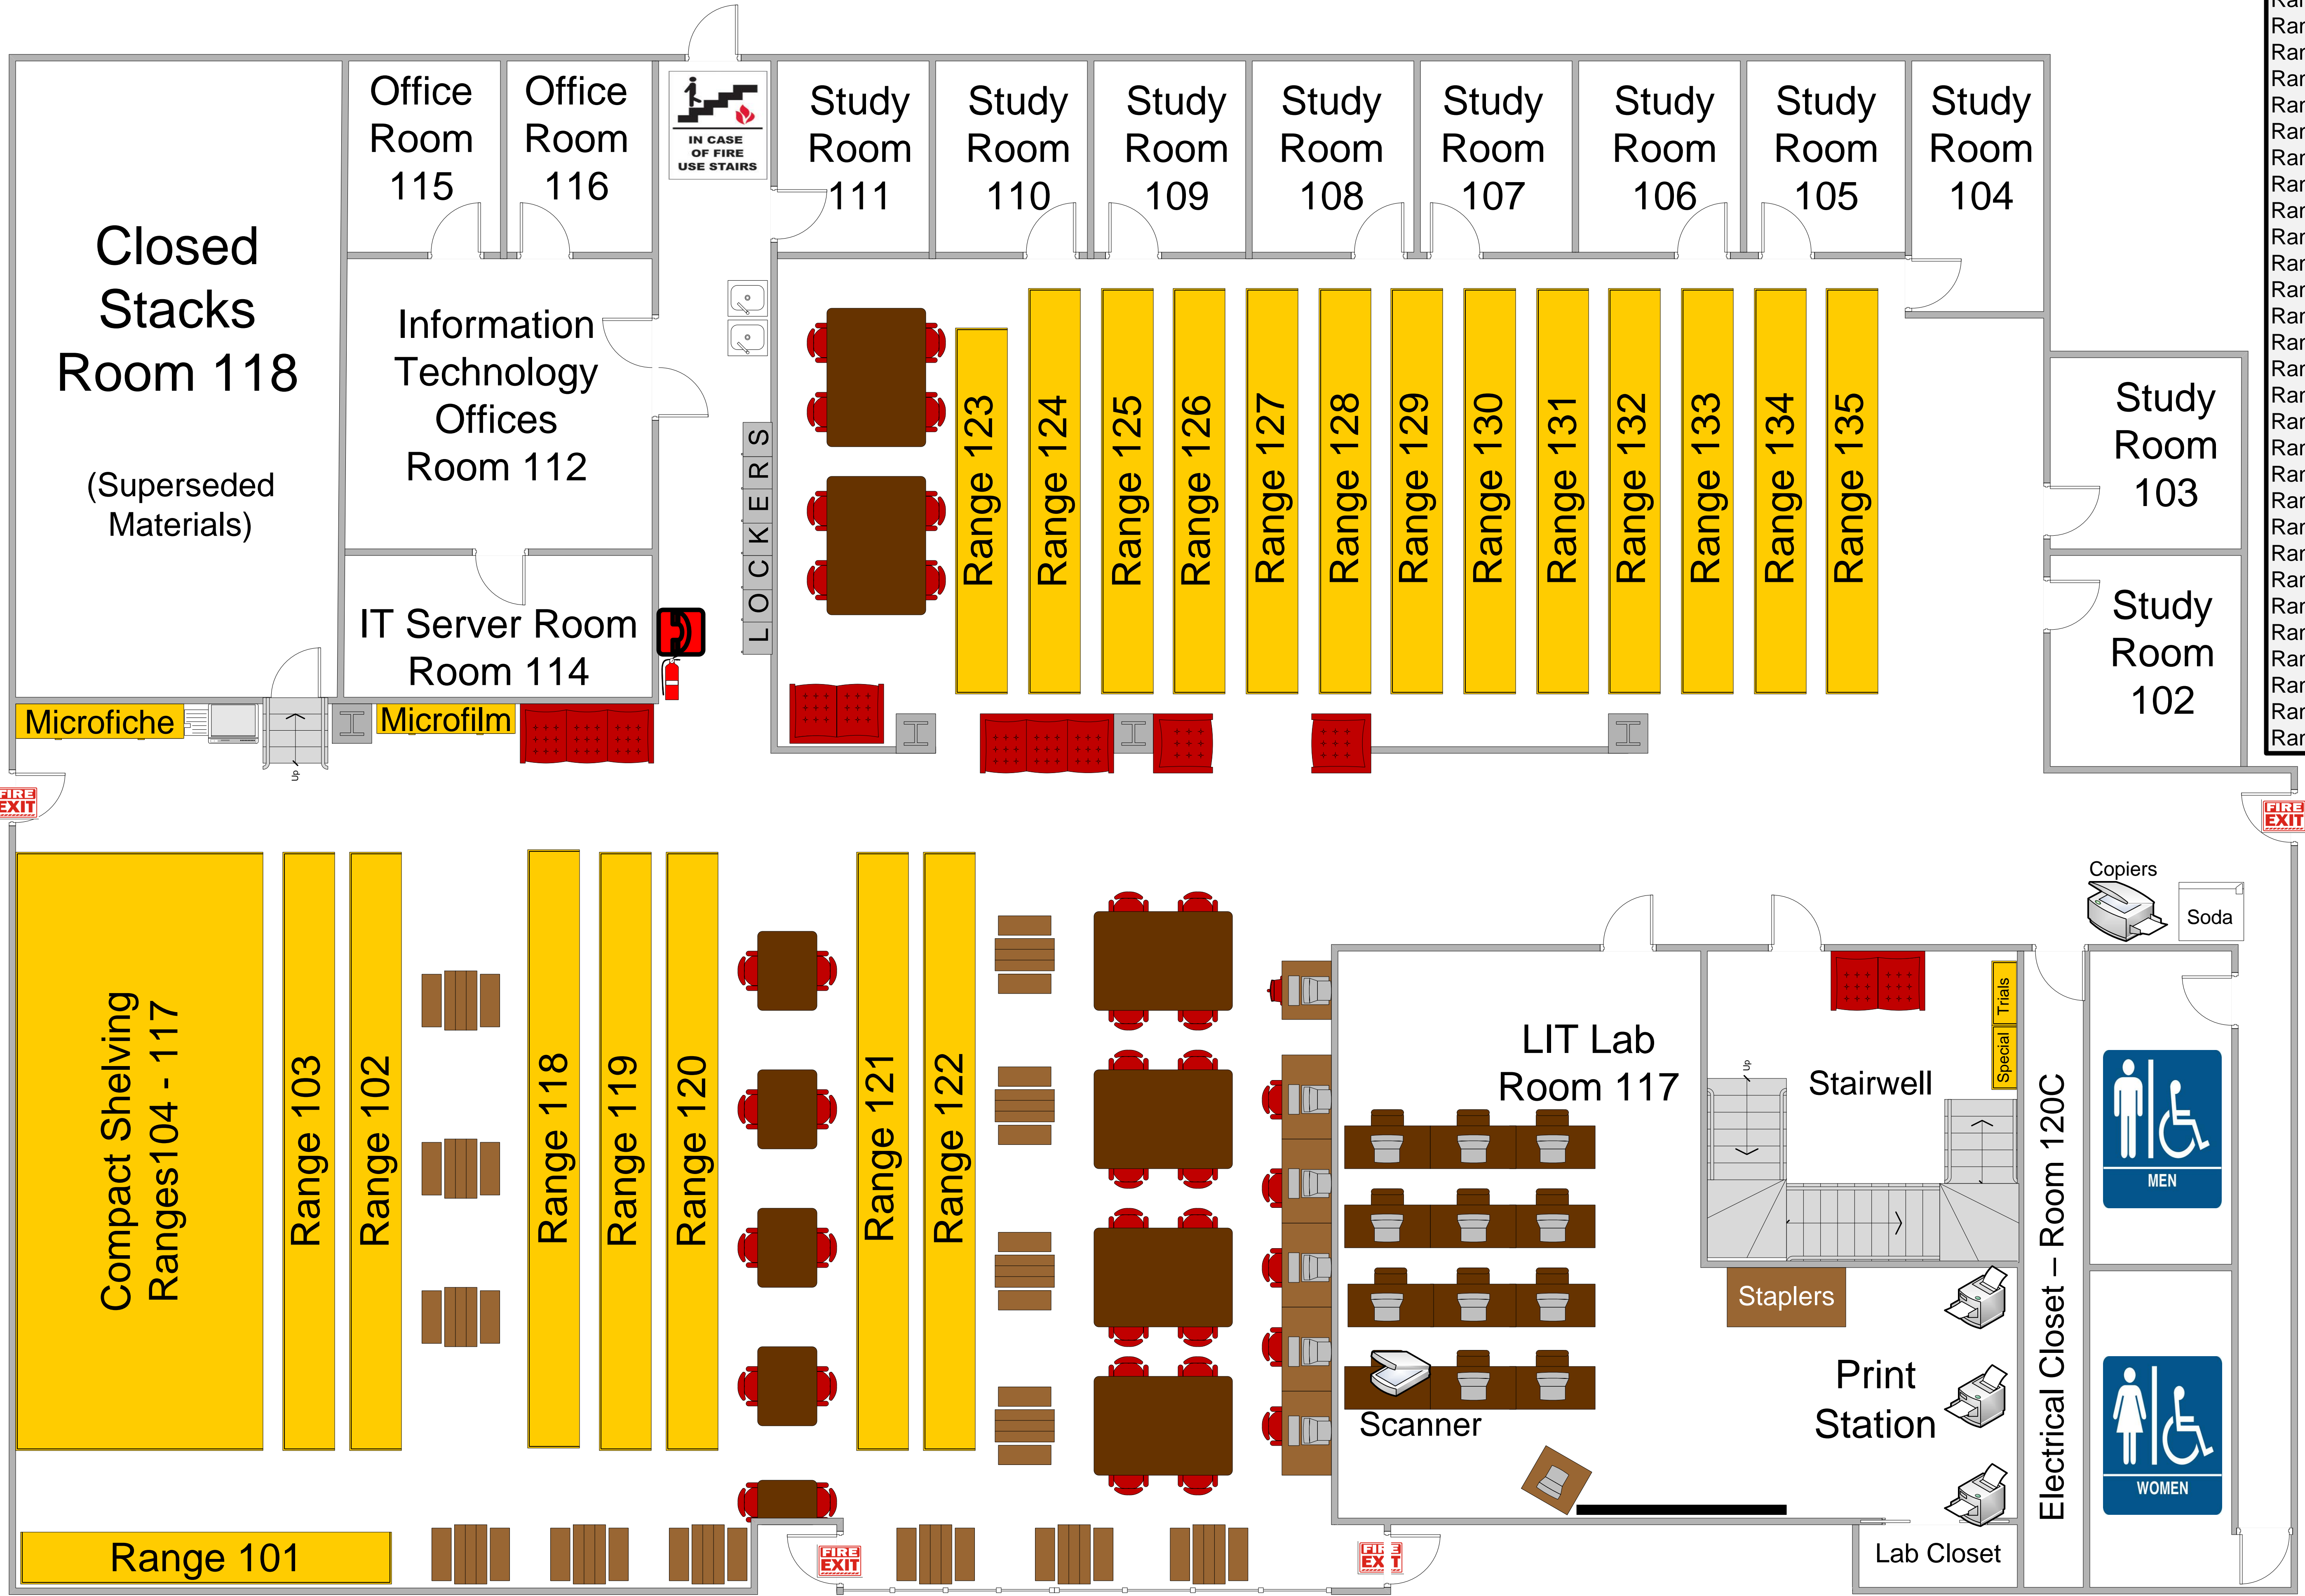 Office
Room
115
Office
Room
116
IN CASE
OF FIRE
USE STAIRS
Study
Room
111
Study
Room
110
Study
Room
109
Study
Room
108
Study
Room
107
Study
Room
106
Study
Room
105
Study
Room
104
Closed
Stacks
Room 118
(Superseded
Materials)
Information
Technology
Offices
Room 112
IT Server Room
Room 114
LOCKERS
Range 123
Range 124
Range 125
Range 126
Range 127
Range 128
Range 129
Range 130
Range 131
Range 132
Range 133
Range 134
Range 135
Study
Room
103
Study
Room
102
Microfiche
Up
Microfilm
FIRE
EXIT
FIRE
EXIT
Compact Shelving
Ranges104 - 117
Range 103
Range 102
Range 118
Range 119
Range 120
Range 121
Range 122
Copiers
Soda
LIT Lab
Room 117
Up
Stairwell
Trials
Special
Electrical Closet – Room 120C
MEN
WOMEN
Staplers
Print
Station
Scanner
Lab Closet
Range 101
FIRE
EXIT
FIRE
EXIT